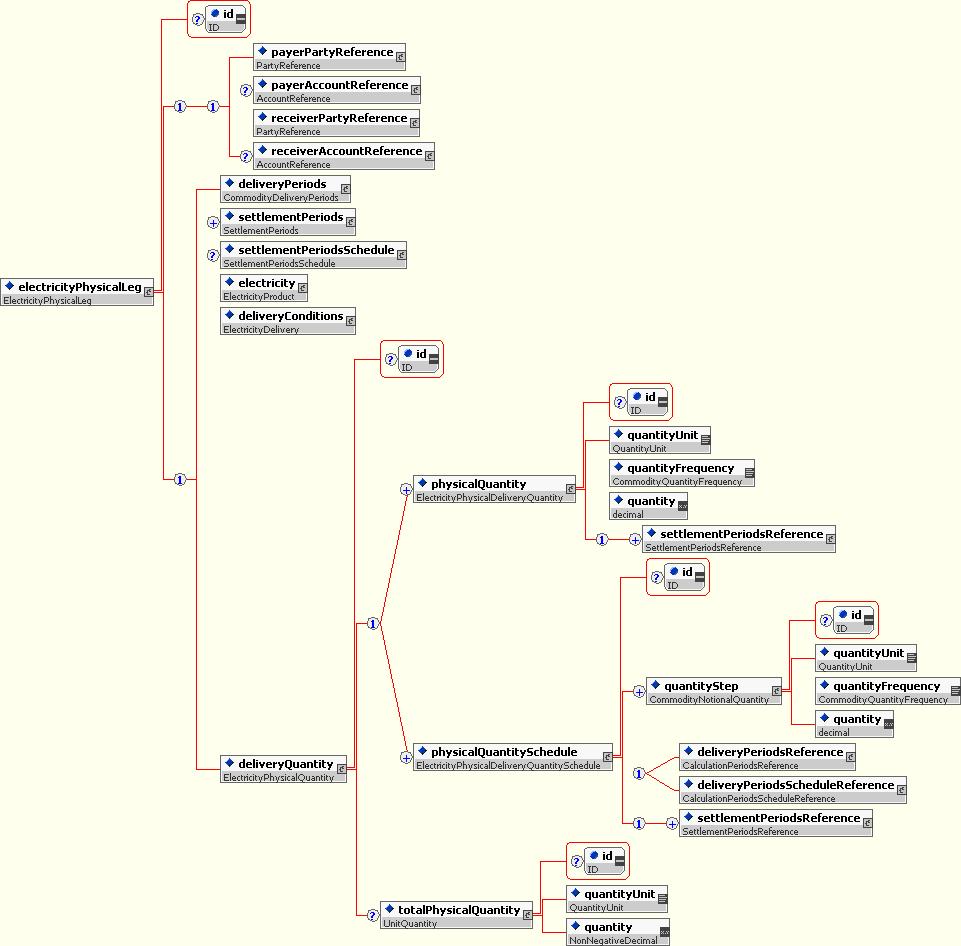 ? id
ID
payerPartyReference
PartyReference
? payerAccountReference
AccountReference
1 1
receiverPartyReference
PartyReference
? receiverAccountReference
AccountReference
deliveryPeriods
CommodityDeliveryPeriods
+ settlementPeriods
SettlementPeriods
? settlementPeriodsSchedule
SettlementPeriodsSchedule
electricity
ElectricityProduct
electricityPhysicalLeg
ElectricityPhysicalLeg
deliveryConditions
ElectricityDelivery
? id
ID
? id
ID
quantityUnit
QuantityUnit
quantityFrequency
CommodityQuantityFrequency
1
+ physicalQuantity
ElectricityPhysicalDeliveryQuantity
quantity
decimal
1 + settlementPeriodsReference
SettlementPeriodsReference
? id
ID
1
? id
ID
quantityUnit
QuantityUnit
+ quantityStep
CommodityNotionalQuantity
quantityFrequency
CommodityQuantityFrequency
quantity
decimal
+ physicalQuantitySchedule
ElectricityPhysicalDeliveryQuantitySchedule
deliveryQuantity
ElectricityPhysicalQuantity
1
deliveryPeriodsReference
CalculationPeriodsReference
deliveryPeriodsScheduleReference
CalculationPeriodsScheduleReference
1 + settlementPeriodsReference
SettlementPeriodsReference
? id
ID
? totalPhysicalQuantity
UnitQuantity
quantityUnit
QuantityUnit
quantity
NonNegativeDecimal